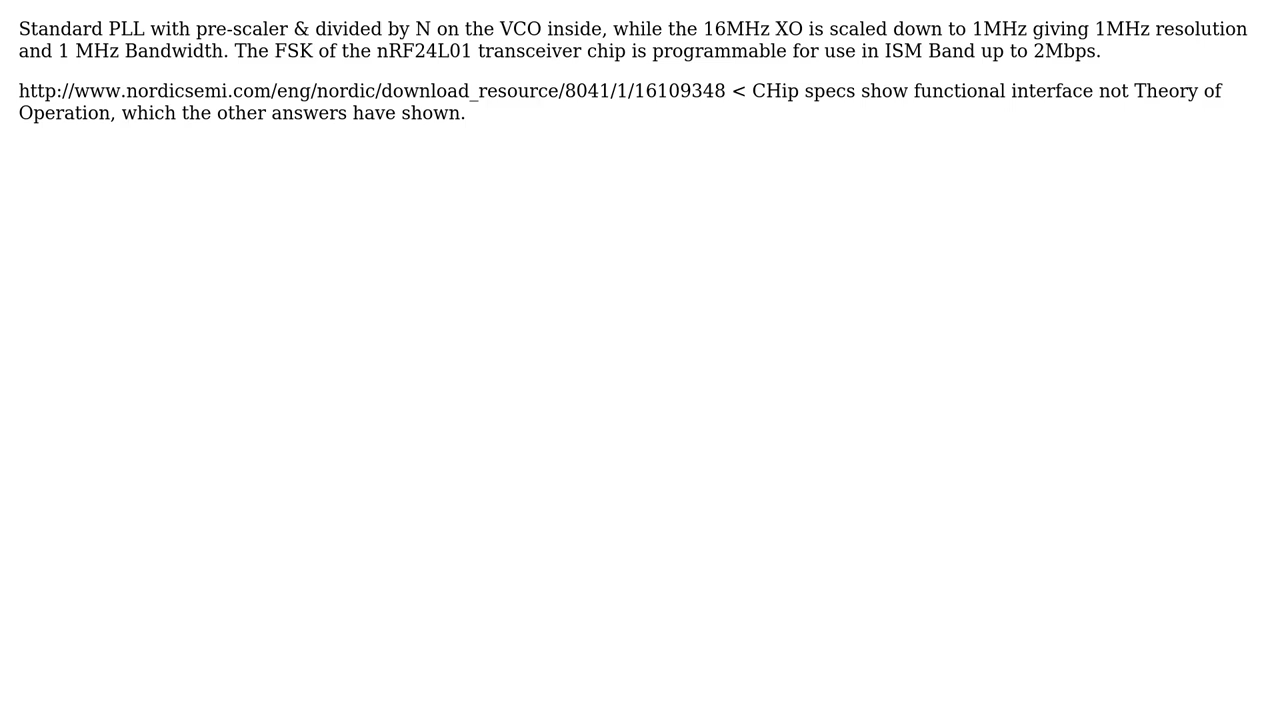 Standard PLL with pre-scaler & divided by N on the VCO inside, while the 16MHz XO is scaled down to 1MHz giving 1MHz resolution
and 1 MHz Bandwidth. The FSK of the nRF24L01 transceiver chip is programmable for use in ISM Band up to 2Mbps.
http://www.nordicsemi.com/eng/nordic/download_resource/8041/1/16109348 < CHip specs show functional interface not Theory of
Operation, which the other answers have shown.